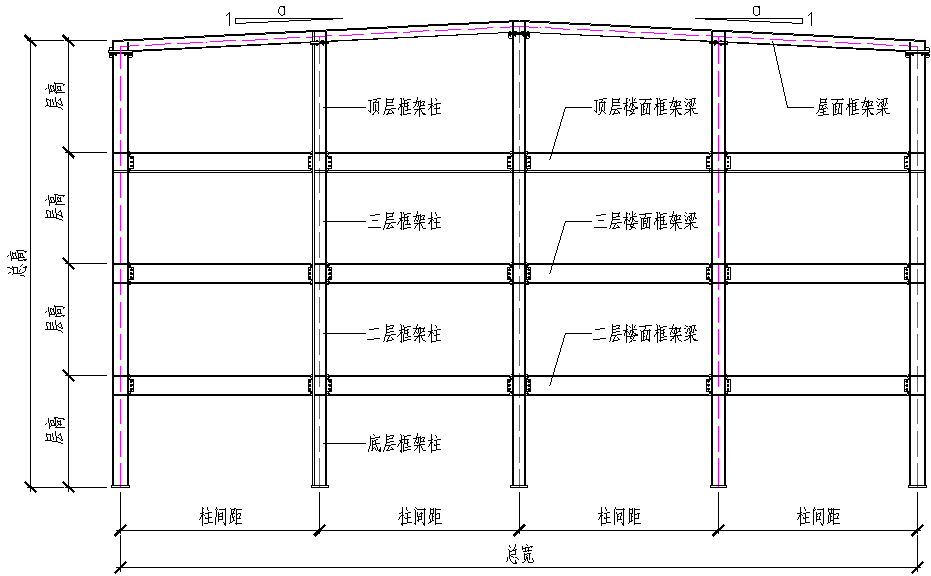 1 a a 1
层高 顶层框架柱 顶层楼面框架梁 屋面框架梁
层高 三层框架柱 三层楼面框架梁
总高
层高 二层框架柱 二层楼面框架梁
层高 底层框架柱
柱间距 柱间距 柱间距 柱间距
总宽